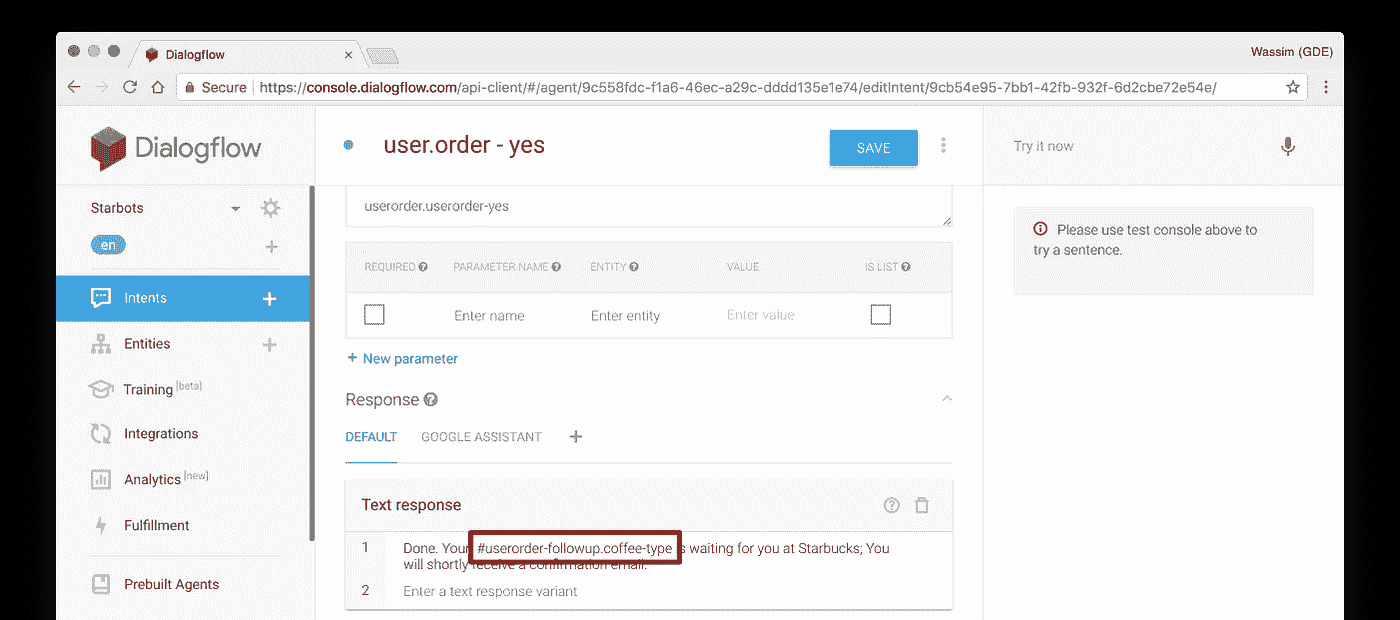 Dialogflow
Wassim (GDE)
Secure https://console.dialogflow.com/api-client/#/agent/9c558fdc-f1a6-46ec-a29c-dddd135e1e74/editIntent/9cb54e95-7bb1-42fb-932f-6d2cbe72e54e/
Dialogflow
user.order - yes
SAVE
Try it now
Starbots
en
Intents
Entities
Training [beta]
Integrations
Analytics [new]
Fulfillment
Prebuilt Agents
userorder.userorder-yes
REQUIRED PARAMETER NAME ENTITY VALUE IS LIST
Enter name Enter entity Enter value
+ New parameter
Response
DEFAULT GOOGLE ASSISTANT +
Text response
1 Done. Your #userorder-followup.coffee-type is waiting for you at Starbucks; You
will shortly receive a confirmation email.
2 Enter a text response variant
Please use test console above to
try a sentence.